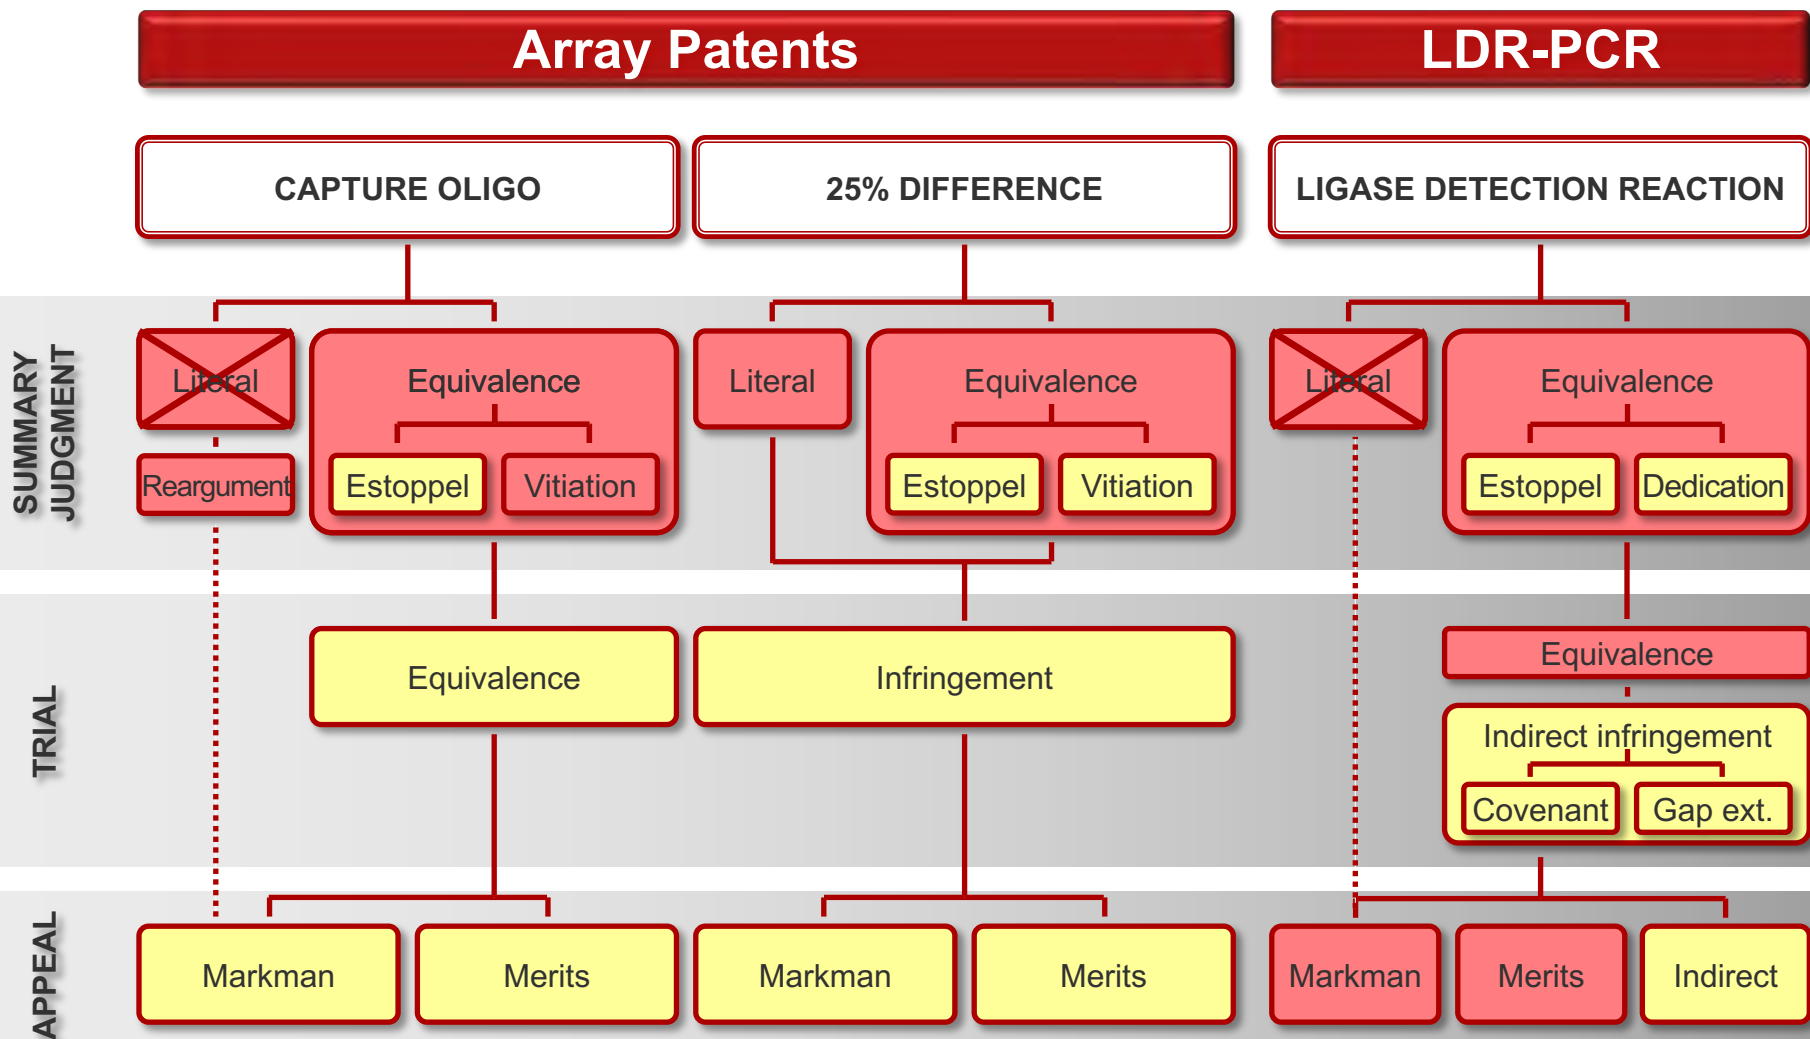 Array Patents
LDR-PCR
CAPTURE OLIGO
25% DIFFERENCE
LIGASE DETECTION REACTION
SUMMARY
JUDGMENT
Literal
Equivalence
Literal
Equivalence
Literal
Equivalence
Reargument
Estoppel
Vitiation
Estoppel
Vitiation
Estoppel
Dedication
TRIAL
Equivalence
Infringement
Equivalence
Indirect infringement
Covenant
Gap ext.
APPEAL
Markman
Merits
Markman
Merits
Markman
Merits
Indirect